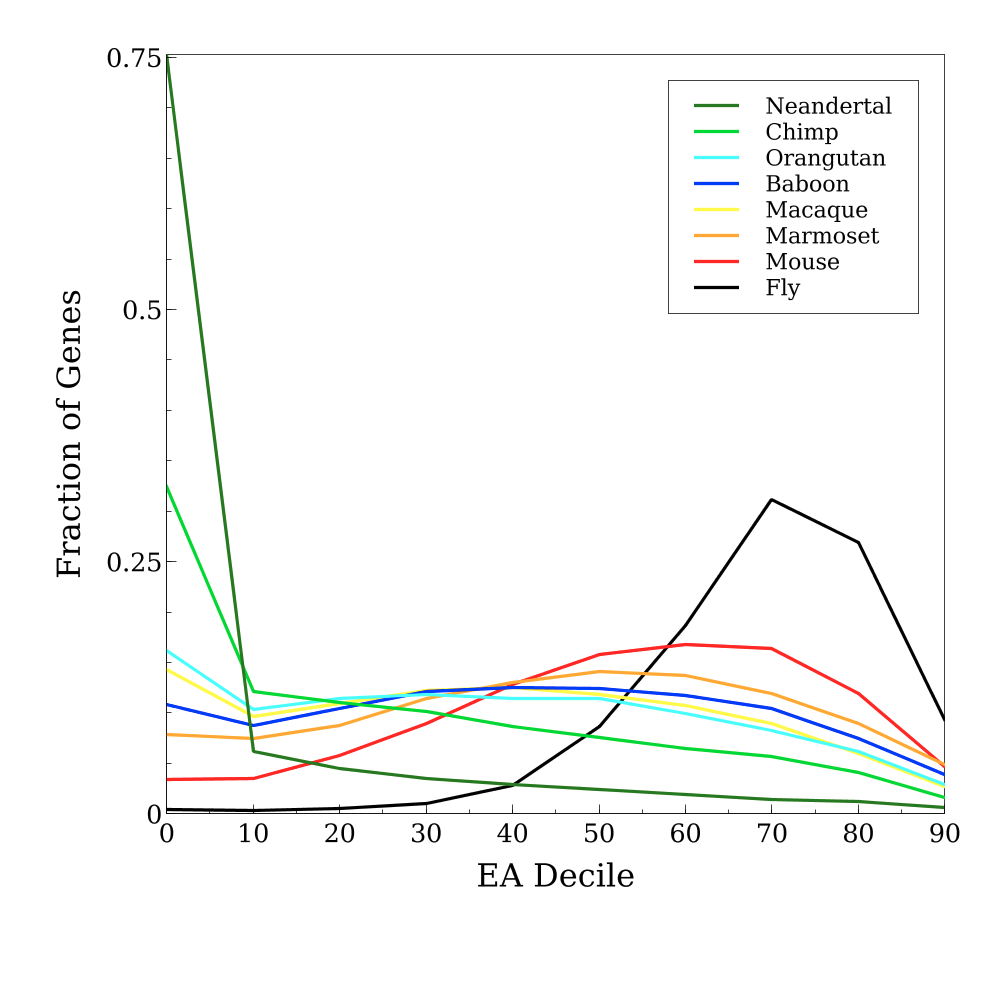 0.75
0.5
0.25
0
Fraction of Genes
Neandertal
Chimp
Orangutan
Baboon
Macaque
Marmoset
Mouse
Fly
0 10 20 30 40 50 60 70 80 90
EA Decile